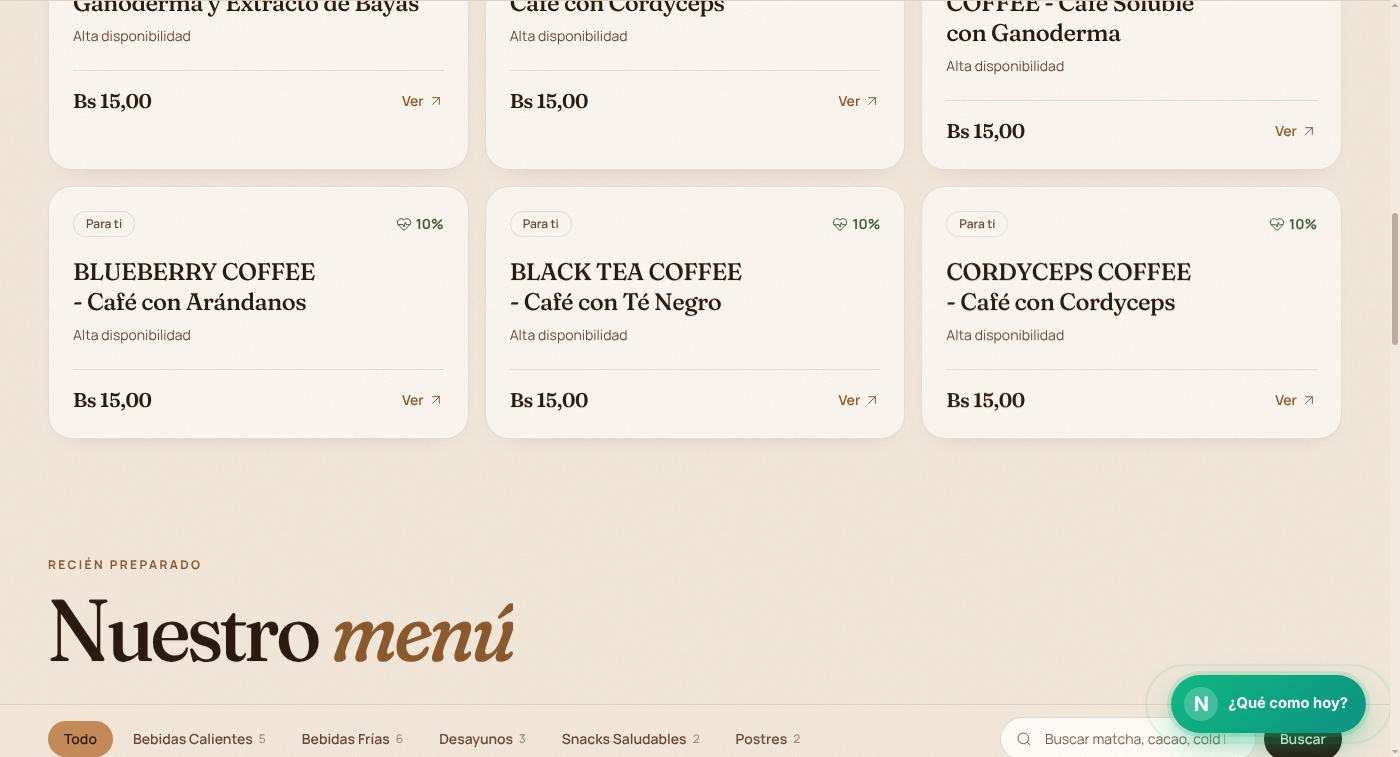 Ganoderma y Extracto de Bayas
Alta disponibilidad
Bs 15,00
Ver
Café con Cordyceps
Alta disponibilidad
Bs 15,00
Ver
COFFEE - Café Soluble
con Ganoderma
Alta disponibilidad
Bs 15,00
Ver
Para ti
10%
BLUEBERRY COFFEE
- Café con Arándanos
Alta disponibilidad
Bs 15,00
Ver
Para ti
10%
BLACK TEA COFFEE
- Café con Té Negro
Alta disponibilidad
Bs 15,00
Ver
Para ti
10%
CORDYCEPS COFFEE
- Café con Cordyceps
Alta disponibilidad
Bs 15,00
Ver
RECIÉN PREPARADO
Nuestro menú
Todo
Bebidas Calientes 5
Bebidas Frías 6
Desayunos 3
Snacks Saludables 2
Postres 2
Buscar matcha, cacao, cold
Buscar
N ¿Qué como hoy?